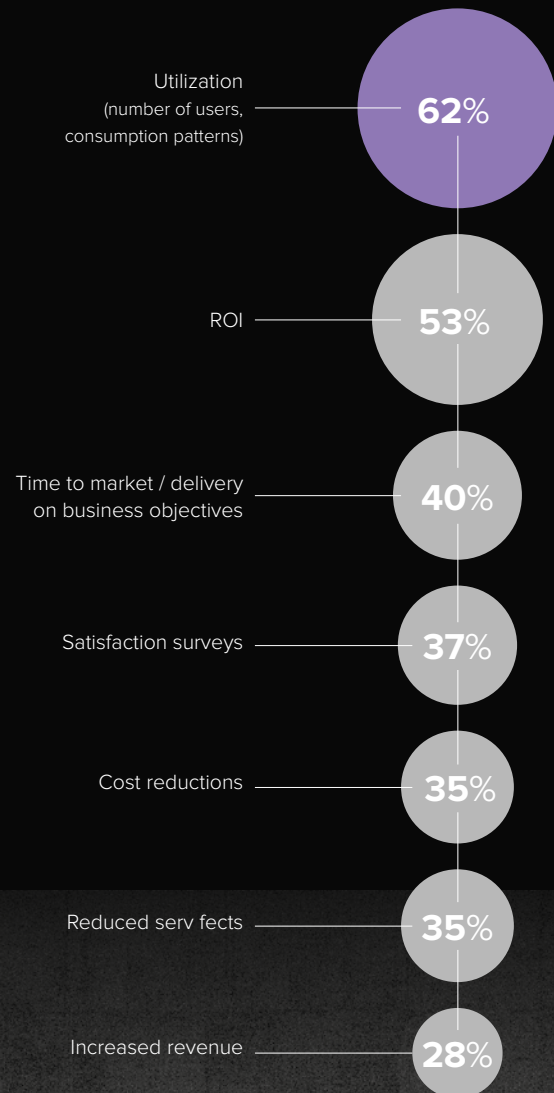 Utilization
(number of users,
consumption patterns)
62%
ROI
53%
Time to market / delivery
on business objectives
40%
Satisfaction surveys
37%
Cost reductions
35%
Reduced serv fects
35%
Increased revenue
28%